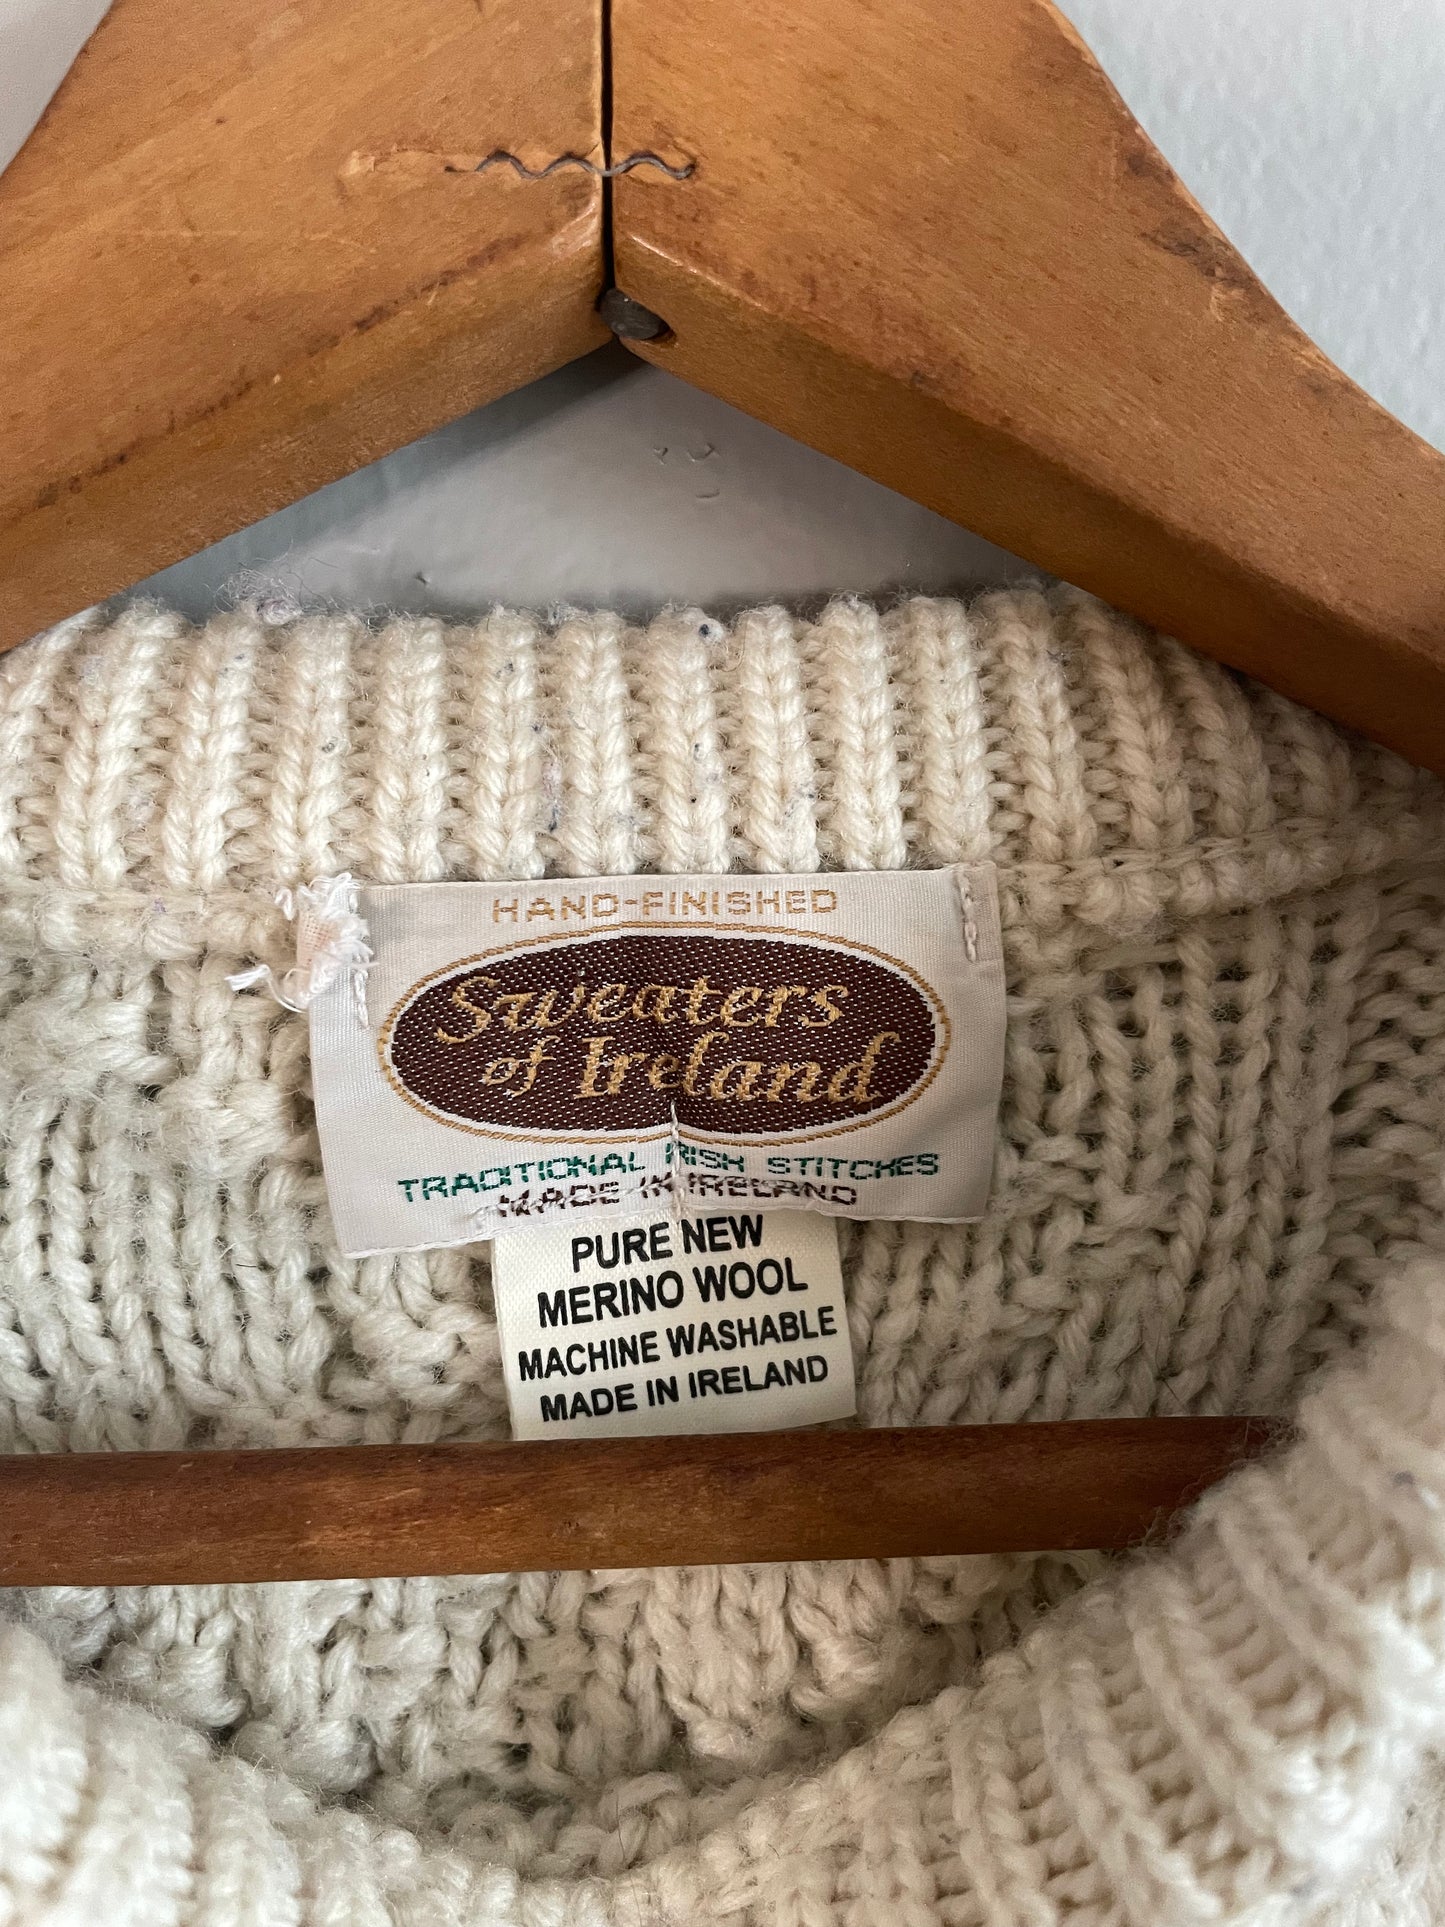 HAND-FINISHED
Sweaters
of Ireland
TRADITIONAL IRISH STITCHES
MADE IN IRELAND
PURE NEW
MERINO WOOL
MACHINE WASHABLE
MADE IN IRELAND